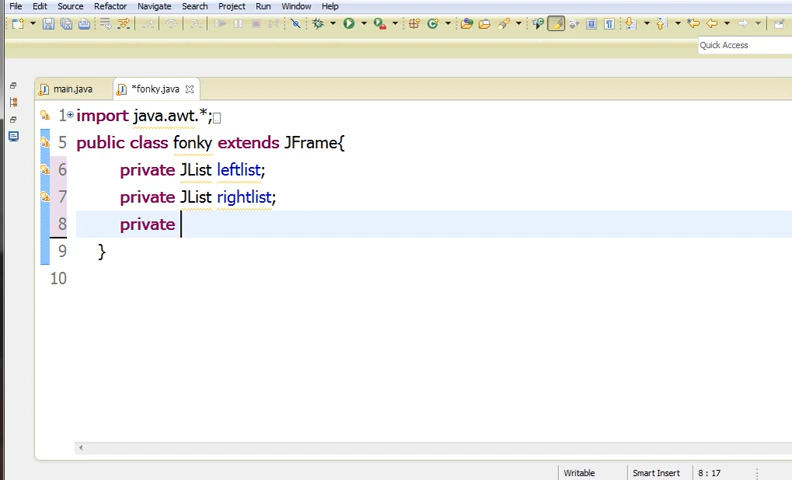 File Edit Source Refactor Navigate Search Project Run Window Help
Quick Access
main.java *fonky.java
1 import java.awt.*;
5 public class fonky extends JFrame{
6 private JList leftlist;
7 private JList rightlist;
8 private
9 }
10
Writable Smart Insert 8 : 17